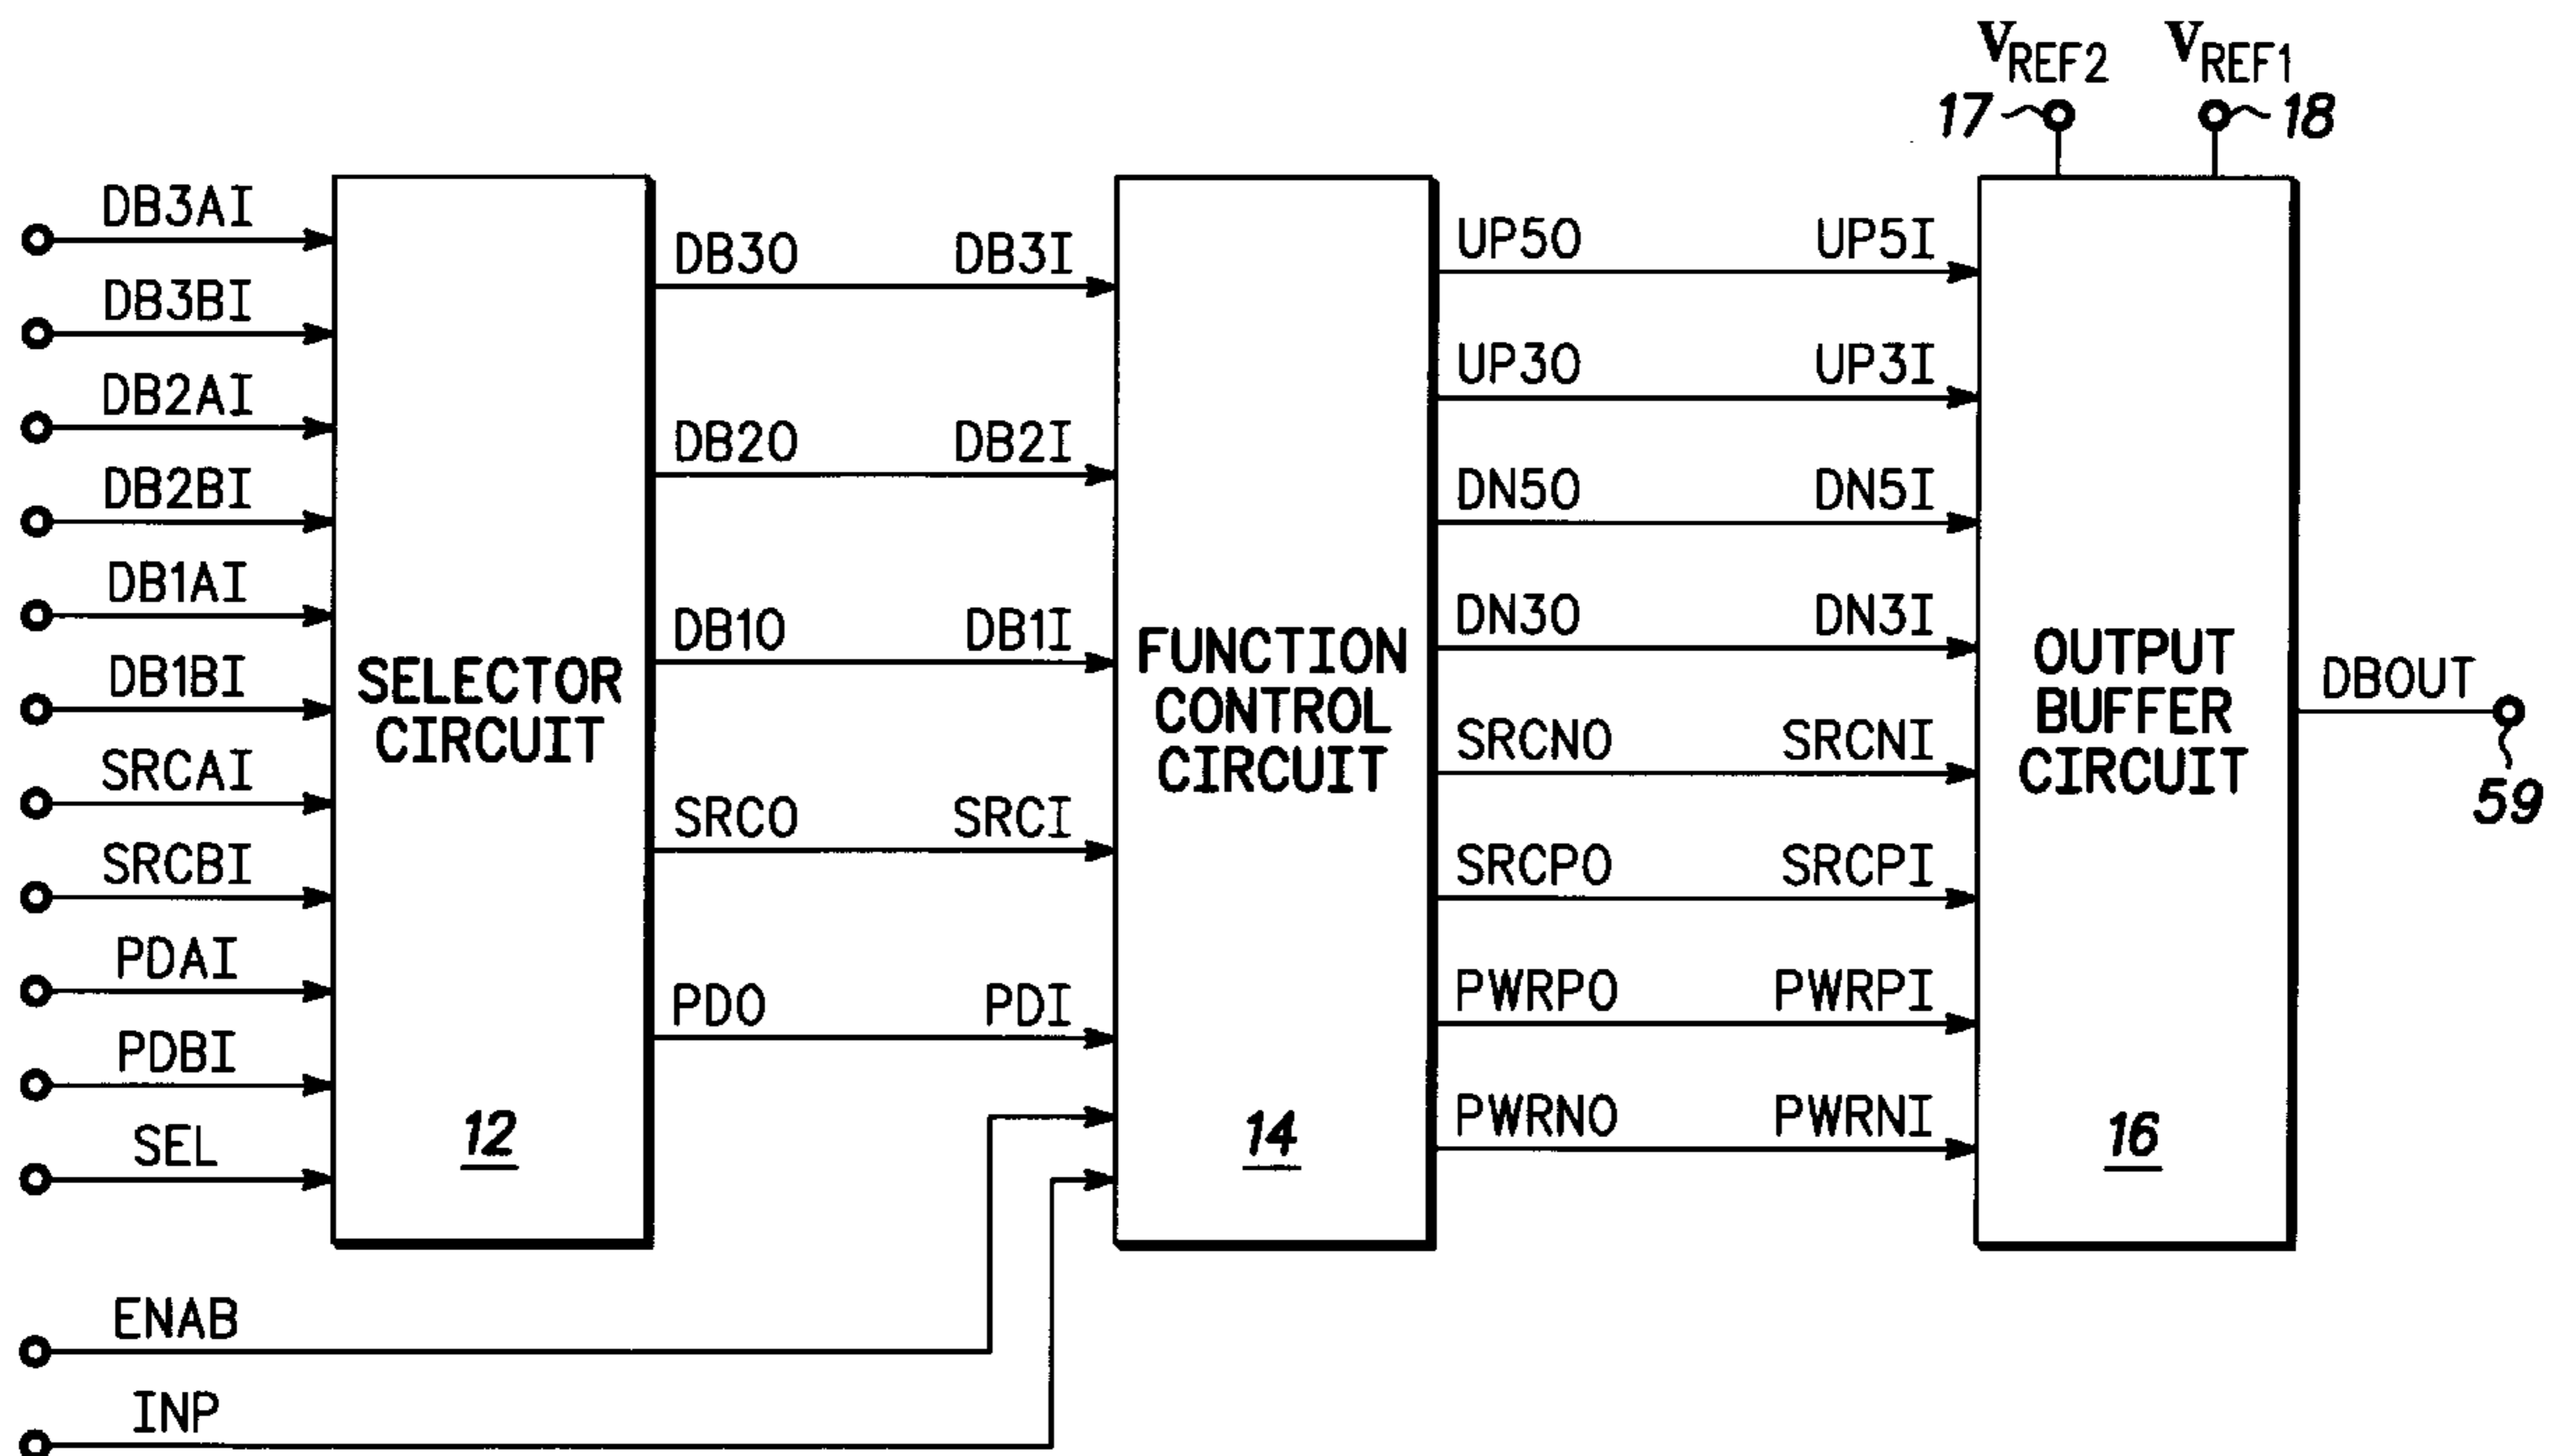 VREF2 VREF1
17 18
DB3AI
DB3BI
DB2AI
DB2BI
DB1AI
DB1BI
SRCAI
SRCBI
PDAI
PDBI
SEL
ENAB
INP
SELECTOR
CIRCUIT
12
DB3O DB3I
DB2O DB2I
DB1O DB1I
SRCO SRCI
PDO PDI
FUNCTION
CONTROL
CIRCUIT
14
UP5O UP5I
UP3O UP3I
DN5O DN5I
DN3O DN3I
SRCNO SRCNI
SRCPO SRCPI
PWRPO PWRPI
PWRNO PWRNI
OUTPUT
BUFFER
CIRCUIT
16
DBOUT
59